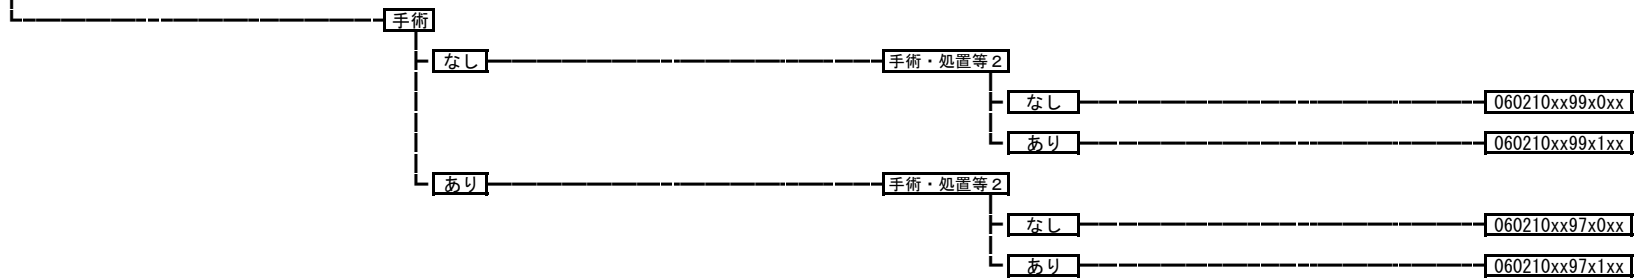 手術
なし 手術・処置等2
なし 060210xx99x0xx
あり 060210xx99x1xx
あり 手術・処置等2
なし 060210xx97x0xx
あり 060210xx97x1xx